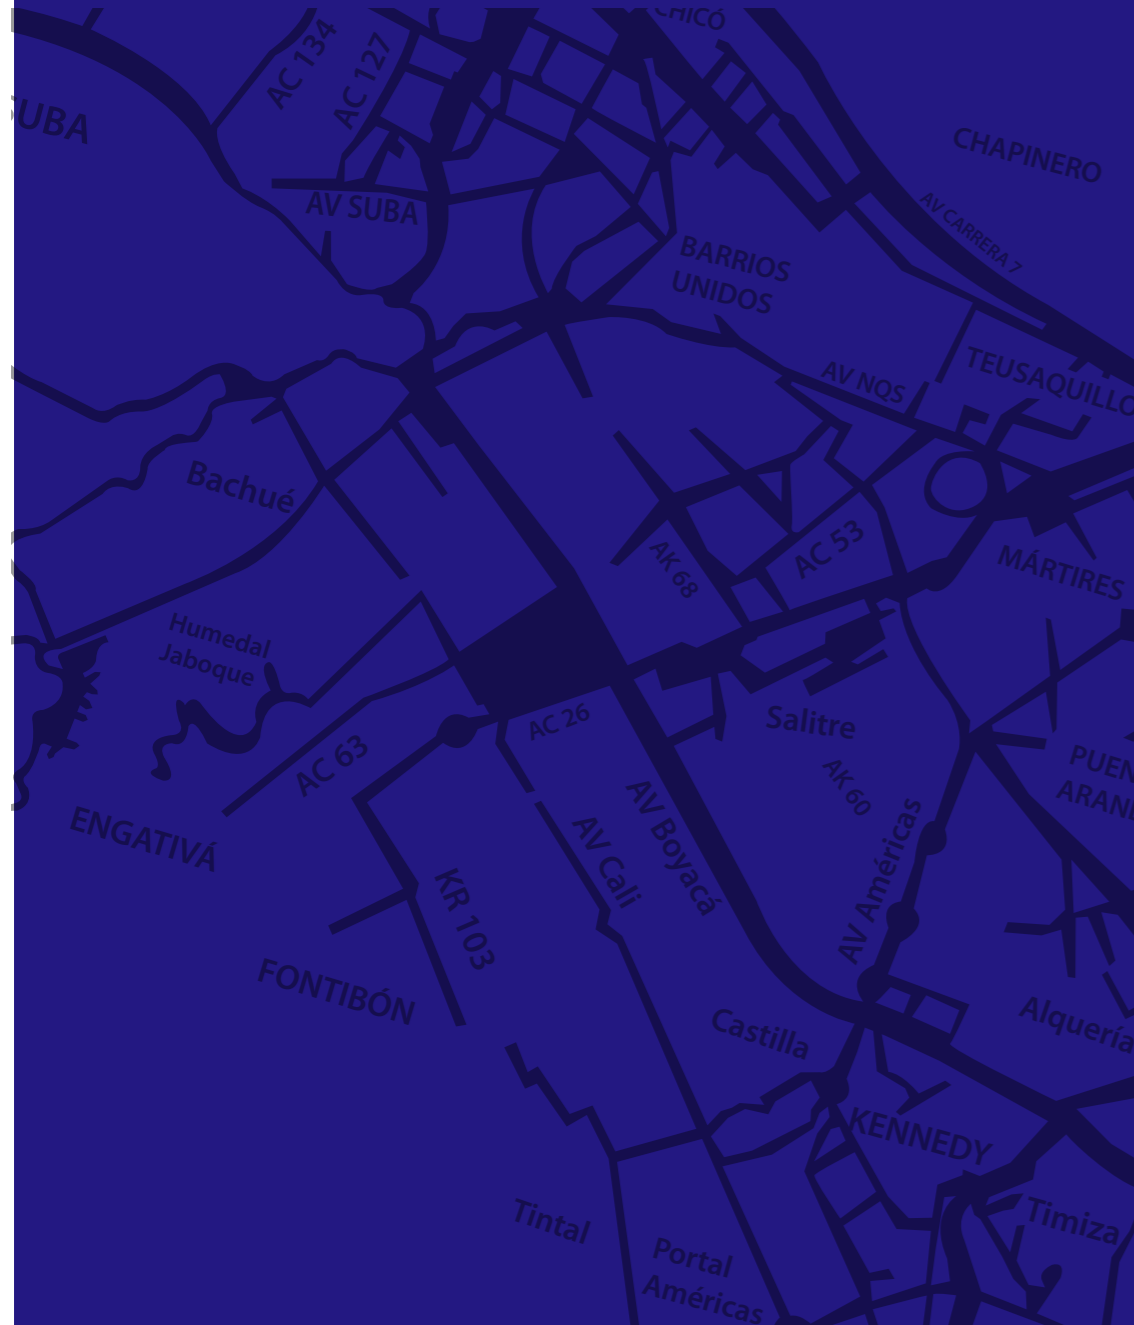 CHICÓ
AC 134
AC 127
SUBA
CHAPINERO
AV SUBA
AV CARRERA 7
BARRIOS
UNIDOS
TEUSAQUILLO
AV NQS
Bachué
AC 53
AK 68
MÁRTIRES
Humedal
Jaboque
AC 26
Salitre
AC 63
PUEN
ARAN
AK 60
ENGATIVÁ
AV Boyacá
AV Cali
AV Américas
KR 103
FONTIBÓN
Castilla
Alquería
KENNEDY
Tintal
Timiza
Portal
Américas